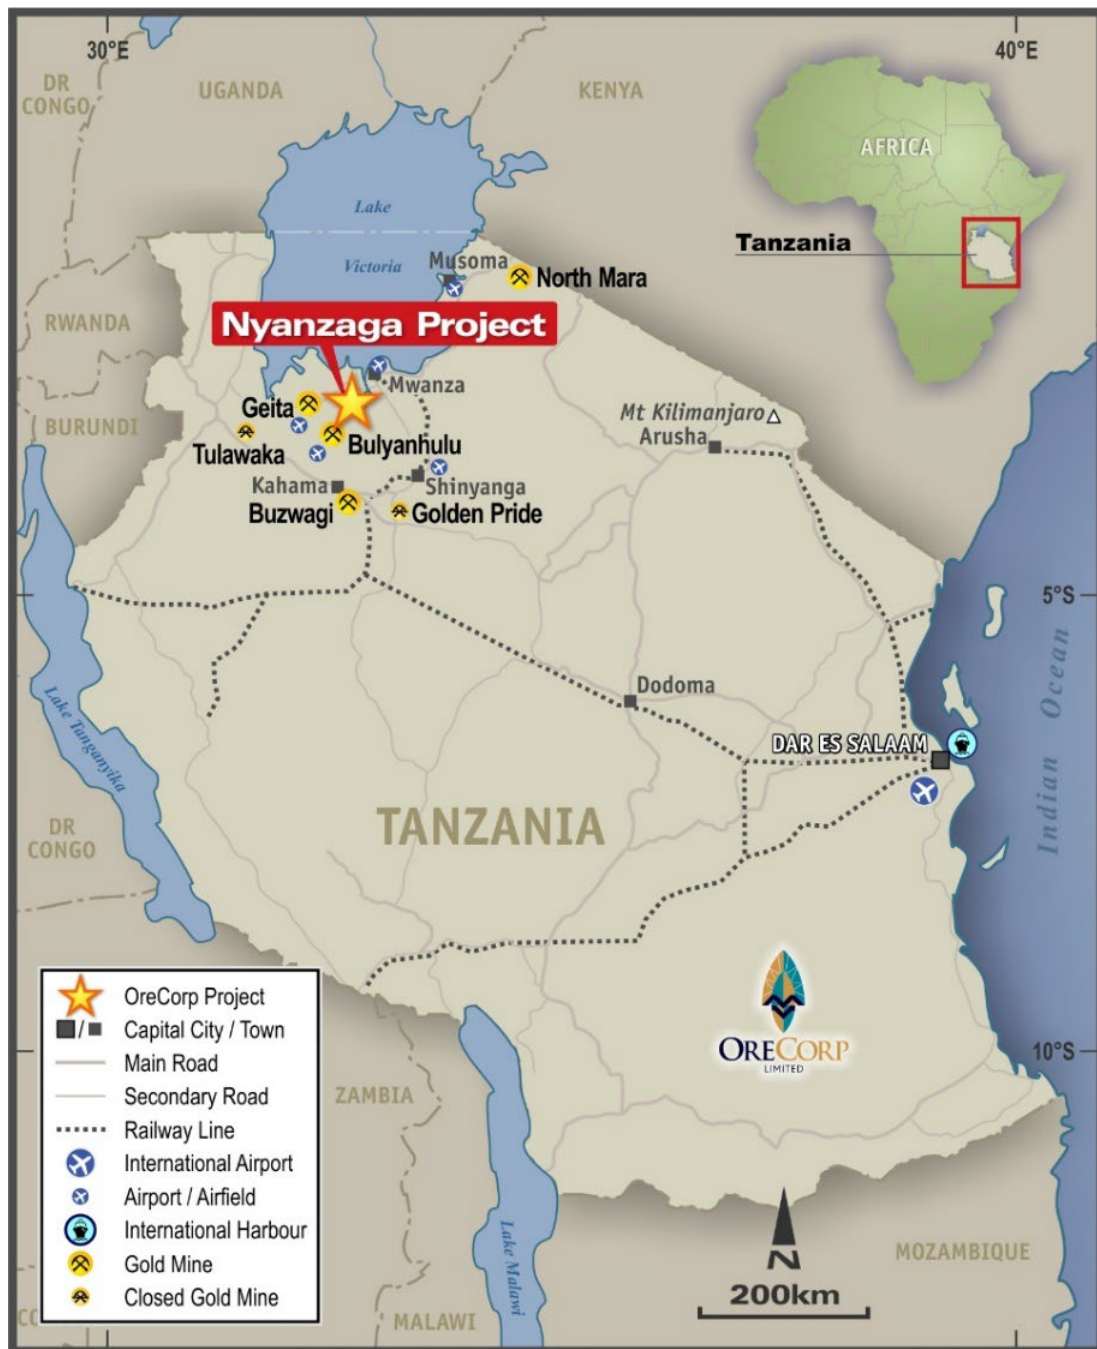 30°E
40°E
DR
CONGO
UGANDA
KENYA
AFRICA
Tanzania
Lake
Victoria
Musoma
North Mara
RWANDA
Nyanzaga Project
Mwanza
Geita
BURUNDI
Mt Kilimanjaro
Arusha
Tulawaka
Bulyanhulu
Kahama
Shinyanga
Buzwagi
Golden Pride
5°S
Lake Tanganyika
Indian Ocean
Dodoma
DAR ES SALAAM
TANZANIA
DR
CONGO
ORECORP
LIMITED
10°S
OreCorp Project
Capital City / Town
Main Road
Secondary Road
Railway Line
International Airport
Airport / Airfield
International Harbour
Gold Mine
Closed Gold Mine
ZAMBIA
Lake Malawi
N
200km
MOZAMBIQUE
MALAWI